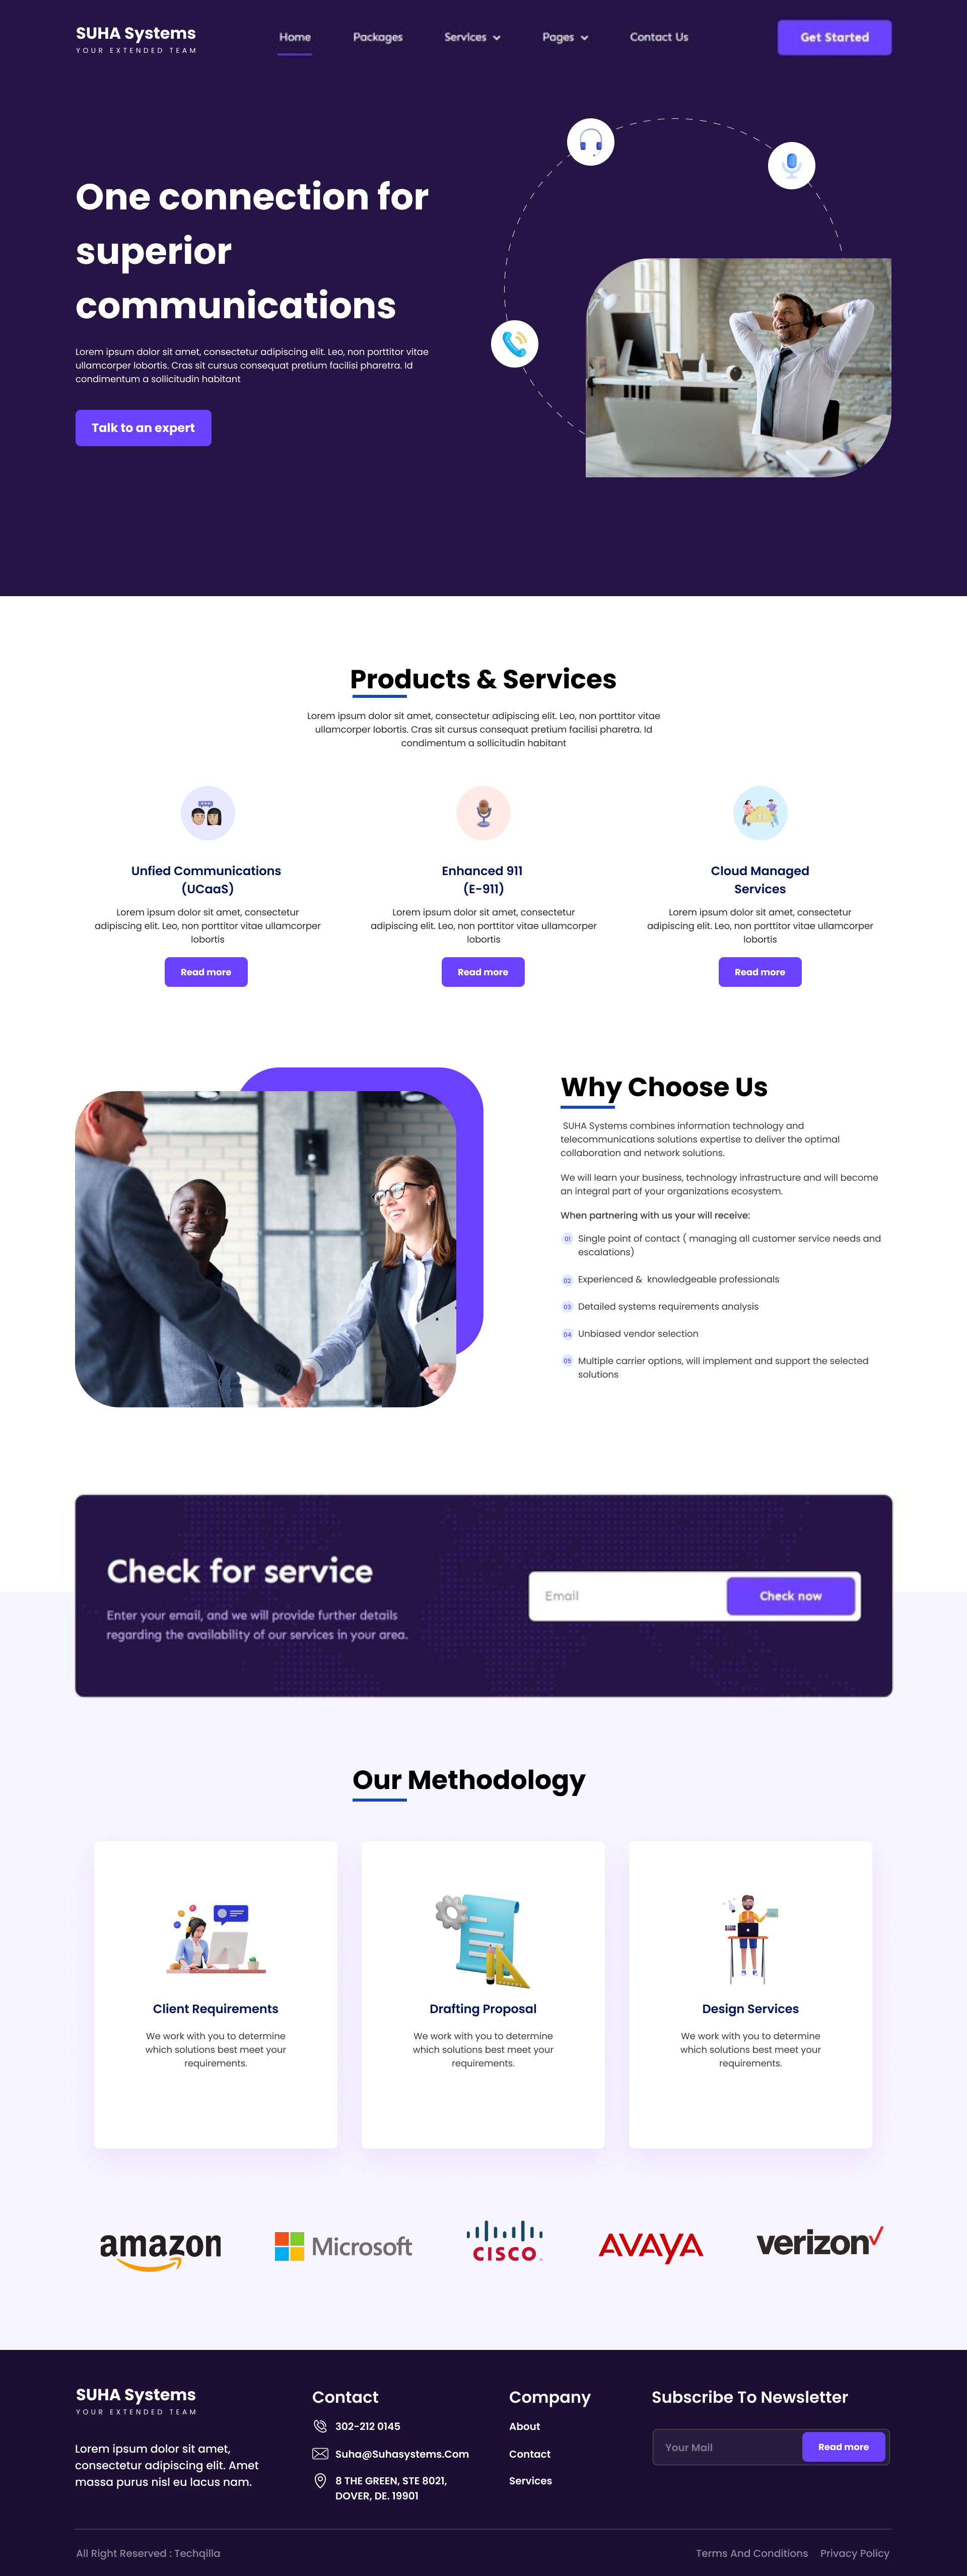 SUHA Systems
YOUR EXTENDED TEAM
Home
Packages
Services
Pages
Contact Us
Get Started
One connection for
superior
communications
Lorem ipsum dolor sit amet, consectetur adipiscing elit. Leo, non porttitor vitae
ullamcorper lobortis. Cras sit cursus consequat pretium facilisi pharetra. Id
condimentum a sollicitudin habitant
Talk to an expert
Products & Services
Lorem ipsum dolor sit amet, consectetur adipiscing elit. Leo, non porttitor vitae
ullamcorper lobortis. Cras sit cursus consequat pretium facilisi pharetra. Id
condimentum a sollicitudin habitant
Unfied Communications
(UCaaS)
Lorem ipsum dolor sit amet, consectetur
adipiscing elit. Leo, non porttitor vitae ullamcorper
lobortis
Read more
Enhanced 911
(E-911)
Lorem ipsum dolor sit amet, consectetur
adipiscing elit. Leo, non porttitor vitae ullamcorper
lobortis
Read more
Cloud Managed
Services
Lorem ipsum dolor sit amet, consectetur
adipiscing elit. Leo, non porttitor vitae ullamcorper
lobortis
Read more
Why Choose Us
SUHA Systems combines information technology and
telecommunications solutions expertise to deliver the optimal
collaboration and network solutions.
We will learn your business, technology infrastructure and will become
an integral part of your organizations ecosystem.
When partnering with us your will receive:
01 Single point of contact ( managing all customer service needs and
escalations)
02 Experienced & knowledgeable professionals
03 Detailed systems requirements analysis
04 Unbiased vendor selection
05 Multiple carrier options, will implement and support the selected
solutions
Check for service
Enter your email, and we will provide further details
regarding the availability of our services in your area.
Email
Check now
Our Methodology
Client Requirements
We work with you to determine
which solutions best meet your
requirements.
Drafting Proposal
We work with you to determine
which solutions best meet your
requirements.
Design Services
We work with you to determine
which solutions best meet your
requirements.
amazon
Microsoft
CISCO
AVAYA
verizon
SUHA Systems
YOUR EXTENDED TEAM
Lorem ipsum dolor sit amet,
consectetur adipiscing elit. Amet
massa purus nisl eu lacus nam.
Contact
302-212 0145
Suha@Suhasystems.Com
8 THE GREEN, STE 8021,
DOVER, DE. 19901
Company
About
Contact
Services
Subscribe To Newsletter
Your Mail
Read more
All Right Reserved : Techqilla
Terms And Conditions
Privacy Policy